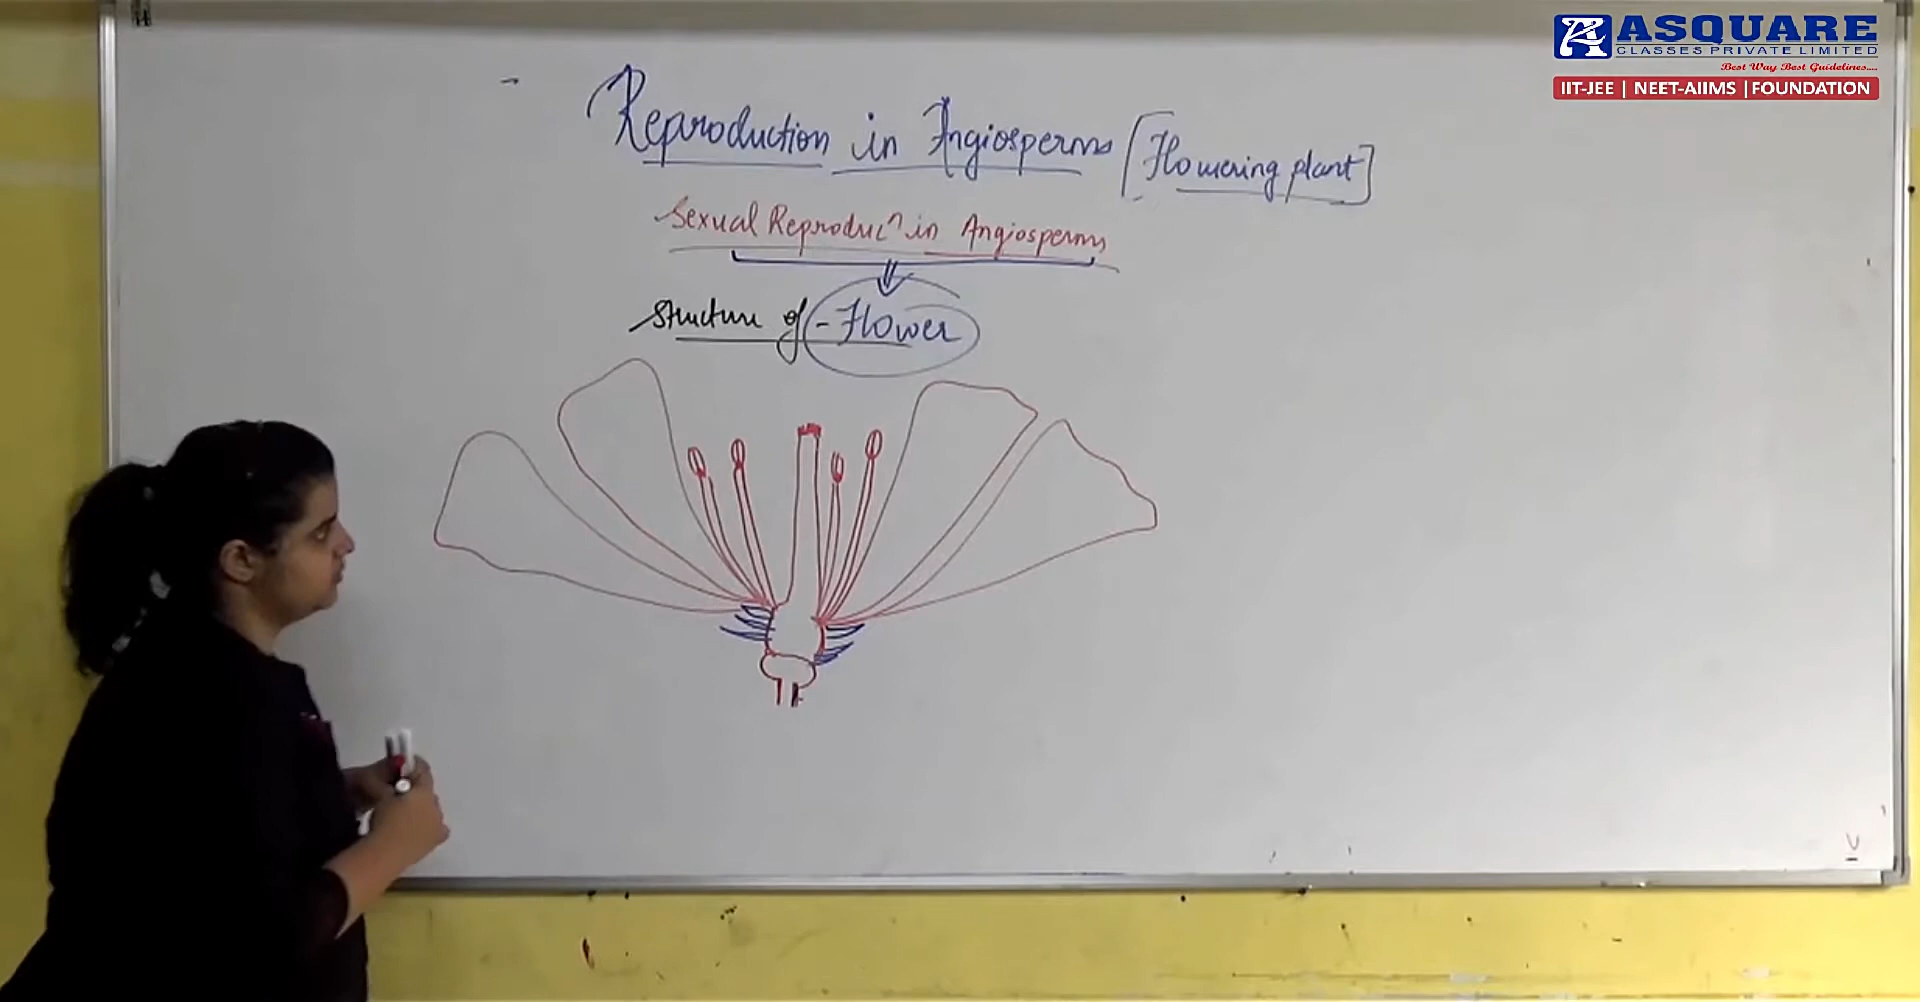 ASQUARE
CLASSES PRIVATE LIMITED
Best Way Best Guidelines....
IIT-JEE | NEET-AIIMS | FOUNDATION
Reproduction in Angiosperms [Flowering plant]
Sexual Reproducⁿ in Angiosperms
Structure of - Flower